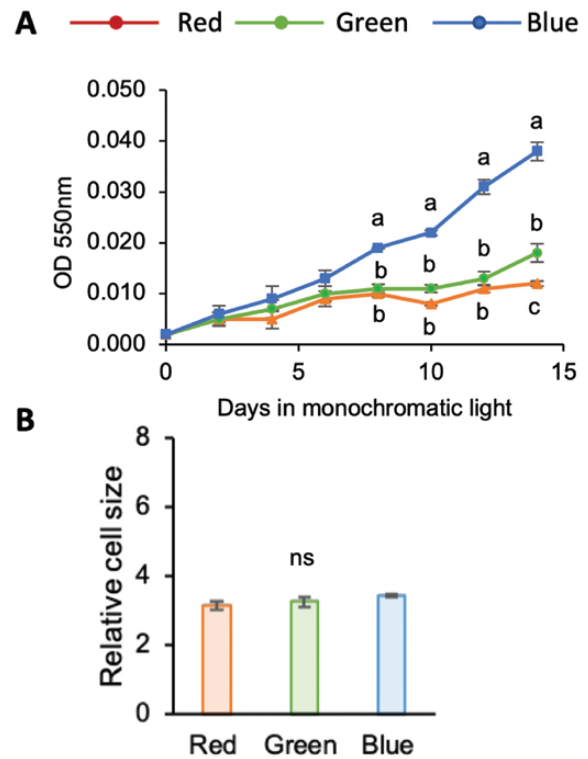 A Red Green Blue
0.050
a
0.040
a
0.030
a
a
0.020
b
b
b
b
0.010
b
b
b
c
0.000
0 5 10 15
OD 550nm
Days in monochromatic light
B
8
6
ns
4
2
0
Relative cell size
Red Green Blue